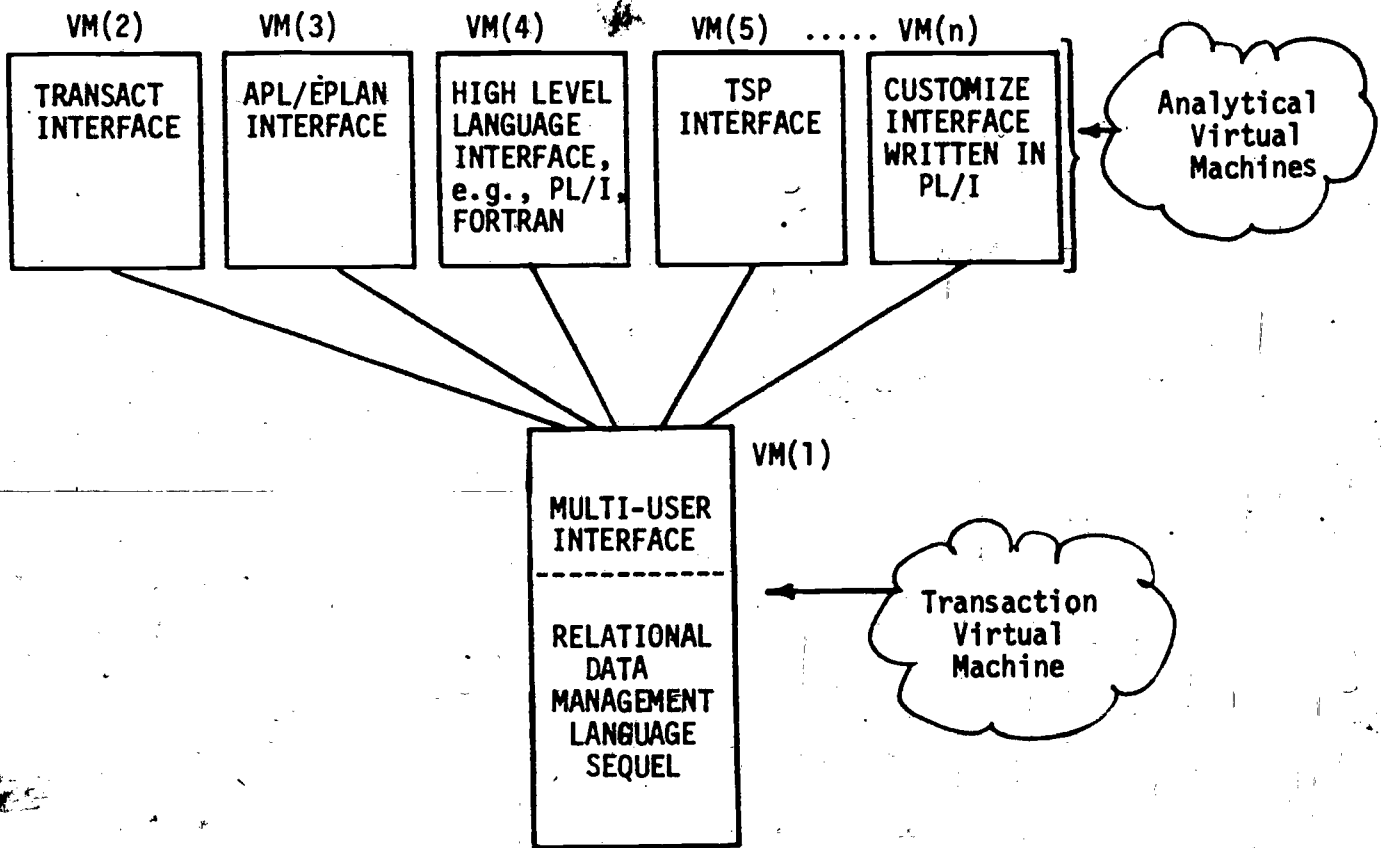 VM(2) VM(3) VM(4) VM(5) ..... VM(n)
TRANSACT
INTERFACE
APL/EPLAN
INTERFACE
HIGH LEVEL
LANGUAGE
INTERFACE,
e.g., PL/I,
FORTRAN
TSP
INTERFACE
CUSTOMIZE
INTERFACE
WRITTEN IN
PL/I
Analytical
Virtual
Machines
VM(1)
MULTI-USER
INTERFACE
RELATIONAL
DATA
MANAGEMENT
LANGUAGE
SEQUEL
Transaction
Virtual
Machine